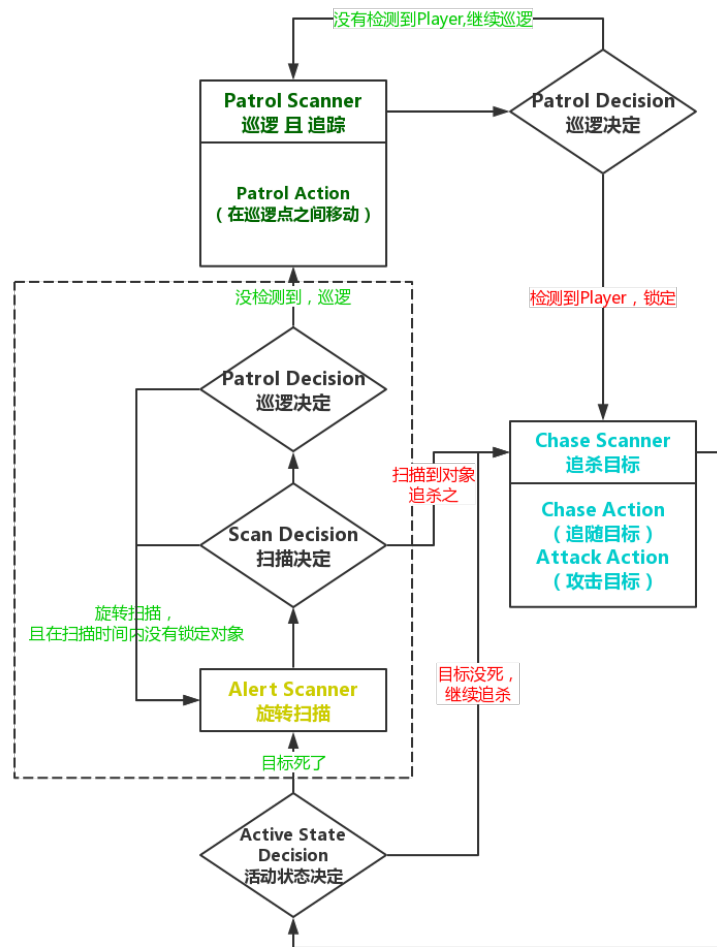 没有检测到Player,继续巡逻
Patrol Scanner
巡逻 且 追踪
Patrol Decision
巡逻决定
Patrol Action
（在巡逻点之间移动）
没检测到，巡逻
检测到Player，锁定
Patrol Decision
巡逻决定
Chase Scanner
追杀目标
扫描到对象
追杀之
Chase Action
（追随目标）
Attack Action
（攻击目标）
Scan Decision
扫描决定
旋转扫描，
且在扫描时间内没有锁定对象
Alert Scanner
旋转扫描
目标没死，
继续追杀
目标死了
Active State
Decision
活动状态决定